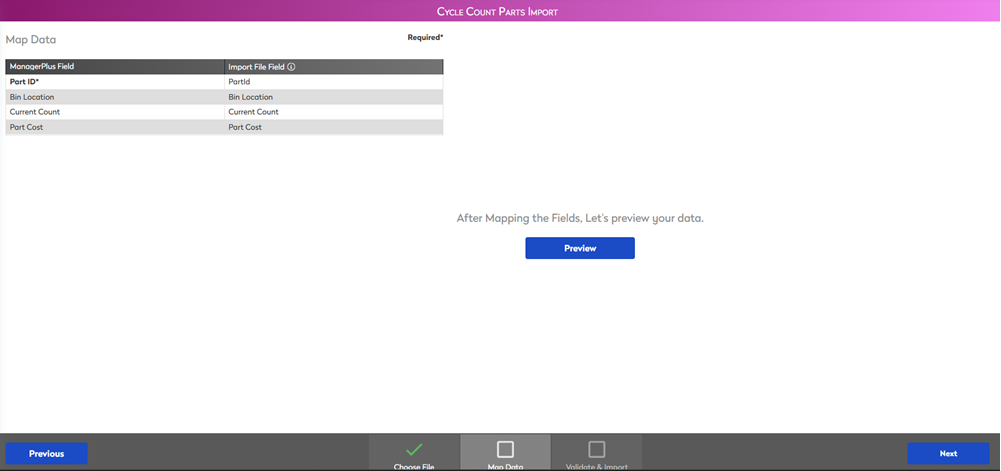 Cycle Count Parts Import
Map Data
Required*
ManagerPlus Field Import File Field
Part ID* PartId
Bin Location Bin Location
Current Count Current Count
Part Cost Part Cost
After Mapping the Fields, Let's preview your data.
Preview
Previous
Choose File
Map Data
Validate & Import
Next